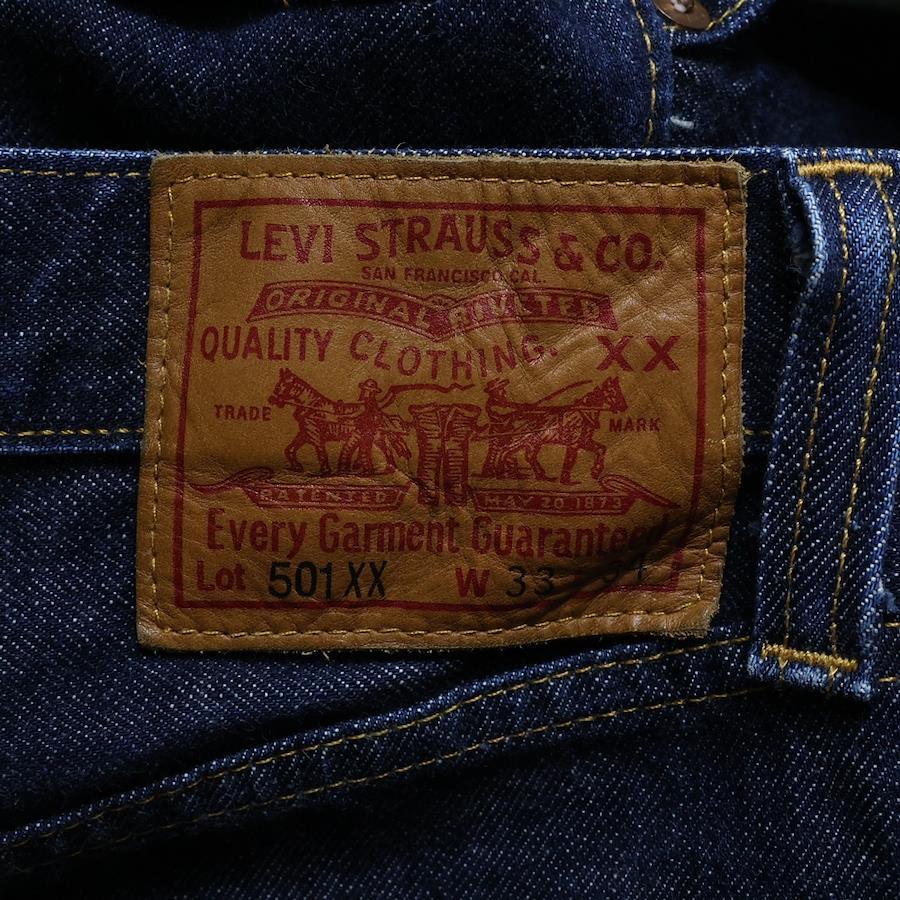 LEVI STRAUSS & CO.
SAN FRANCISCO CAL.
ORIGINAL RIVETED
QUALITY CLOTHING. XX
TRADE MARK
PATENTED MAY 20 1873
Every Garment Guaranteed
Lot 501XX W 33 34